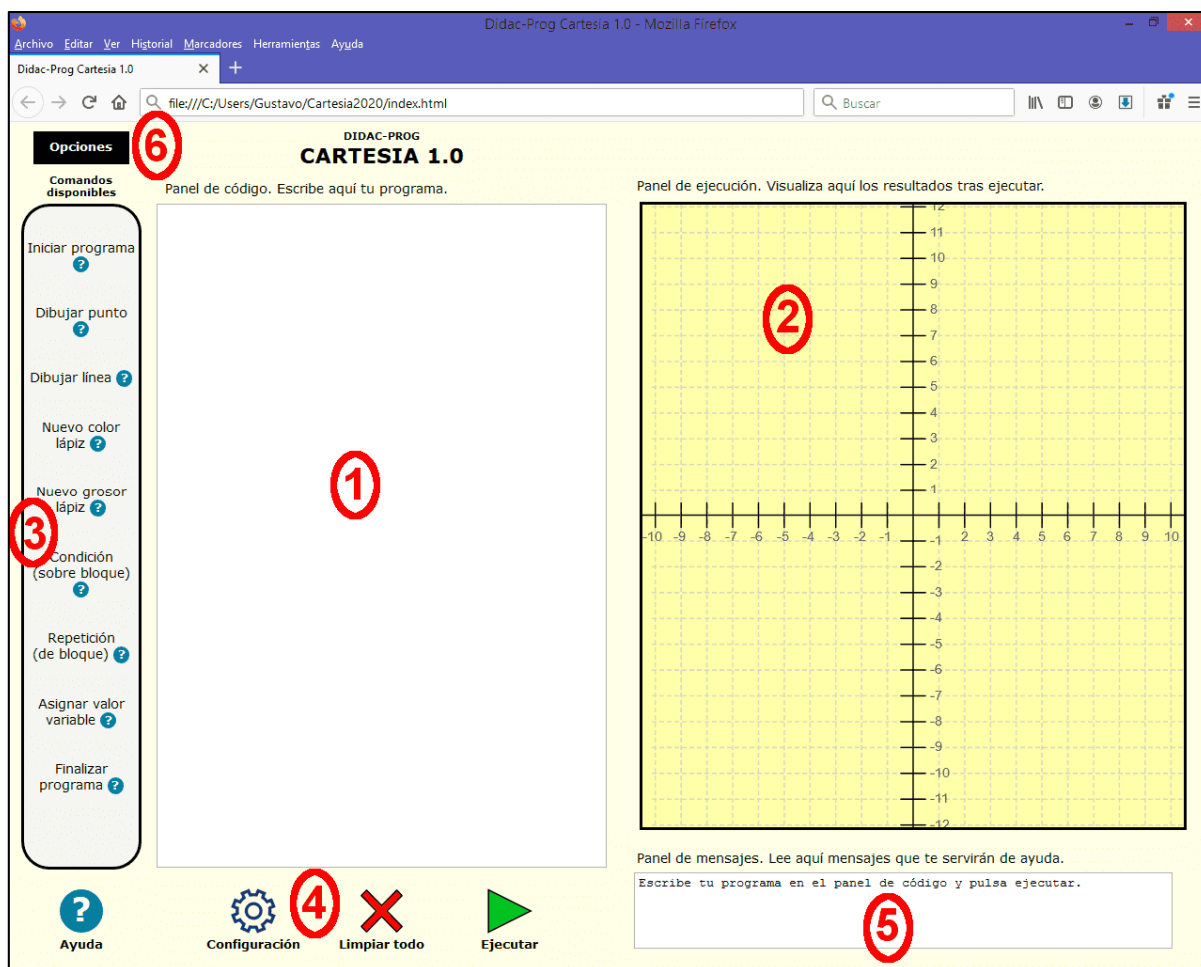 Didac-Prog Cartesia 1.0 - Mozilla Firefox
Archivo Editar Ver Historial Marcadores Herramientas Ayuda
Didac-Prog Cartesia 1.0
file:///C:/Users/Gustavo/Cartesia2020/index.html
Buscar
Opciones
6
DIDAC-PROG
CARTESIA 1.0
Comandos
disponibles
Iniciar programa
?
Dibujar punto
?
Dibujar línea ?
Nuevo color
lápiz ?
Nuevo grosor
lápiz ?
3
Condición
(sobre bloque)
?
Repetición
(de bloque) ?
Asignar valor
variable ?
Finalizar
programa ?
Panel de código. Escribe aquí tu programa.
1
Panel de ejecución. Visualiza aquí los resultados tras ejecutar.
2
12
11
10
9
8
7
6
5
4
3
2
1
-10 -9 -8 -7 -6 -5 -4 -3 -2 -1 2 3 4 5 6 7 8 9 10
-1
-2
-3
-4
-5
-6
-7
-8
-9
-10
-11
-12
?
Ayuda
Configuración
4
Limpiar todo
Ejecutar
Panel de mensajes. Lee aquí mensajes que te servirán de ayuda.
Escribe tu programa en el panel de código y pulsa ejecutar.
5